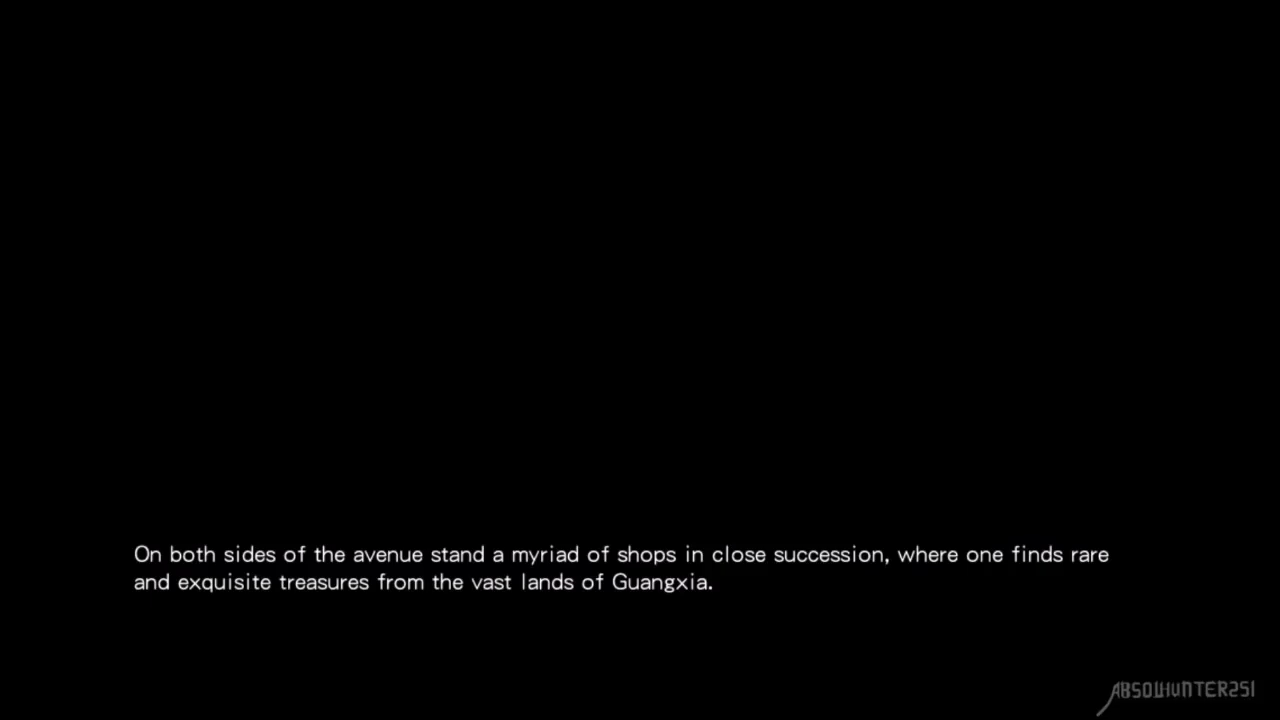 On both sides of the avenue stand a myriad of shops in close succession, where one finds rare
and exquisite treasures from the vast lands of Guangxia.
ABSOLHUNTER251